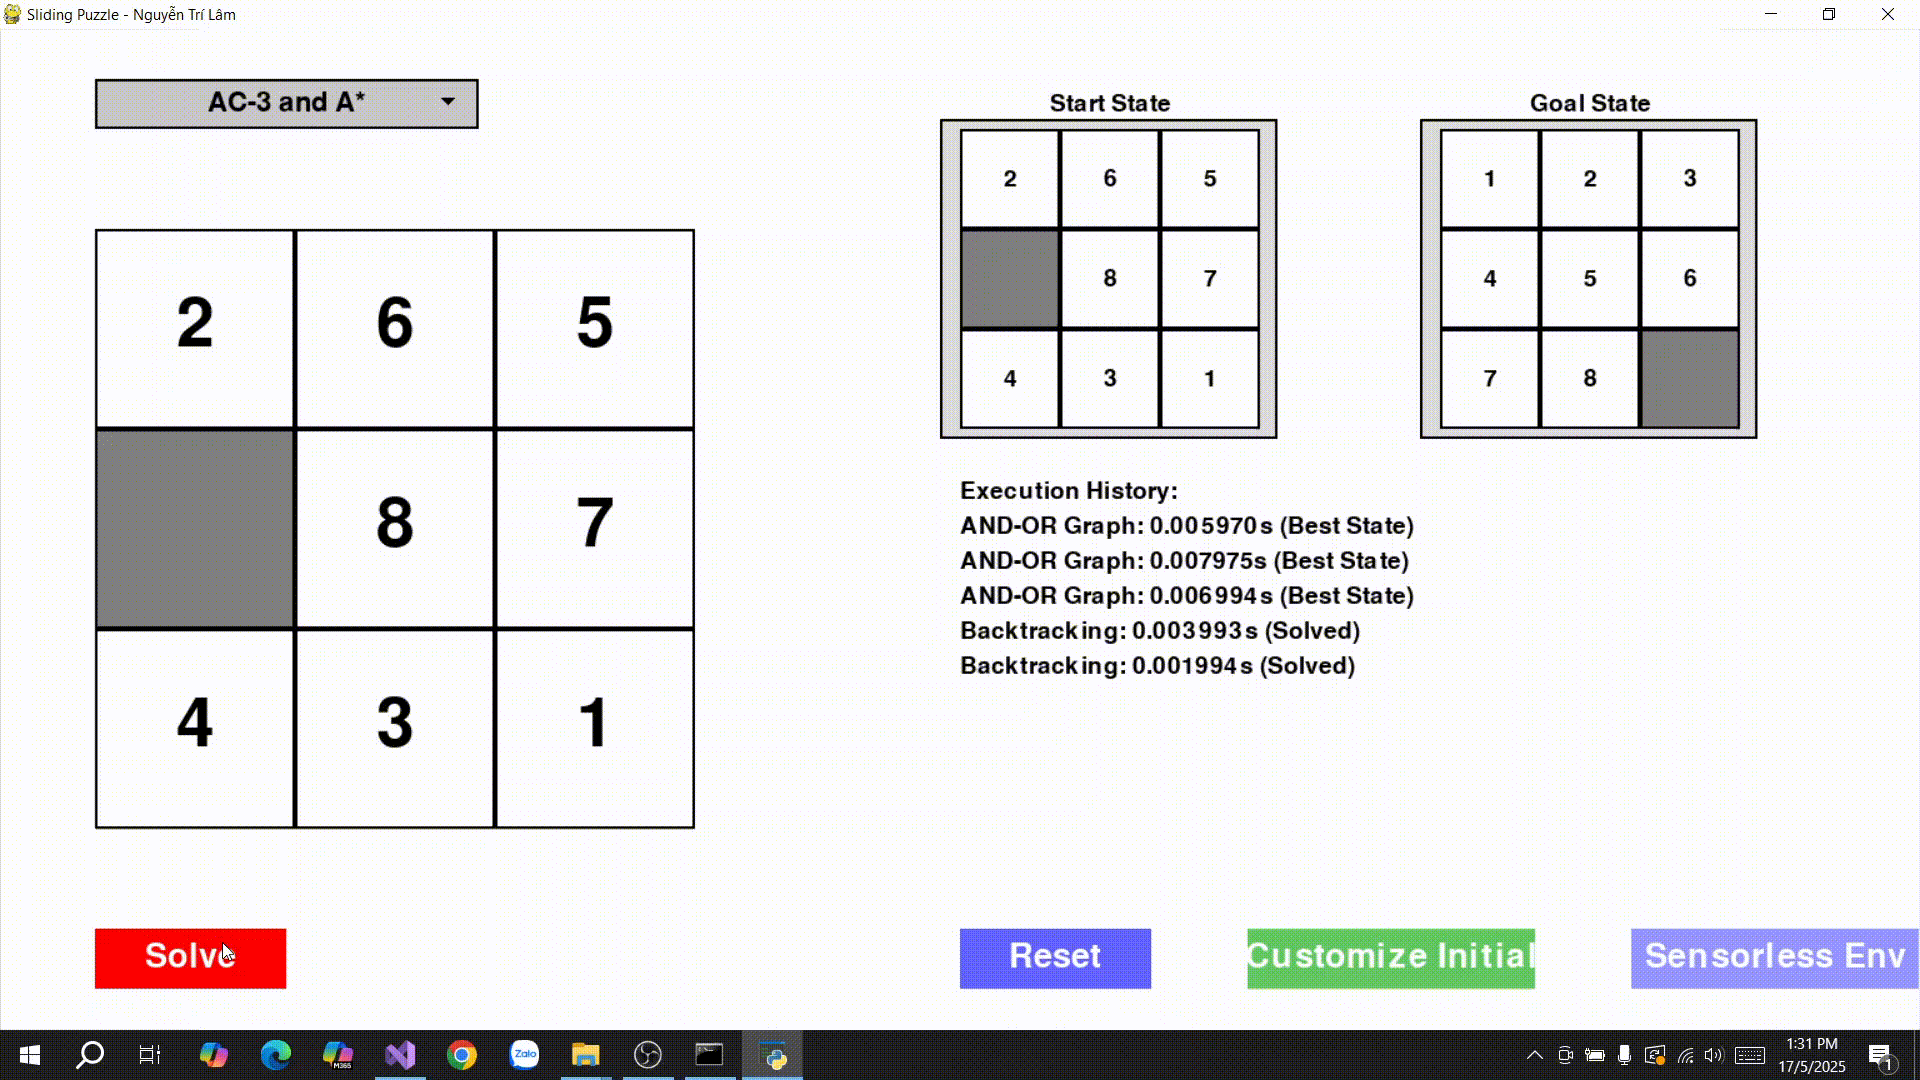 Sliding Puzzle - Nguyễn Trí Lâm
AC-3 and A*
Start State
Goal State
2 6 5
8 7
4 3 1
2 6 5
8 7
4 3 1
1 2 3
4 5 6
7 8
Execution History:
AND-OR Graph: 0.005970s (Best State)
AND-OR Graph: 0.007975s (Best State)
AND-OR Graph: 0.006994s (Best State)
Backtracking: 0.003993s (Solved)
Backtracking: 0.001994s (Solved)
Solve
Reset
Customize Initial
Sensorless Env
Zalo
M365
1:31 PM
17/5/2025
1